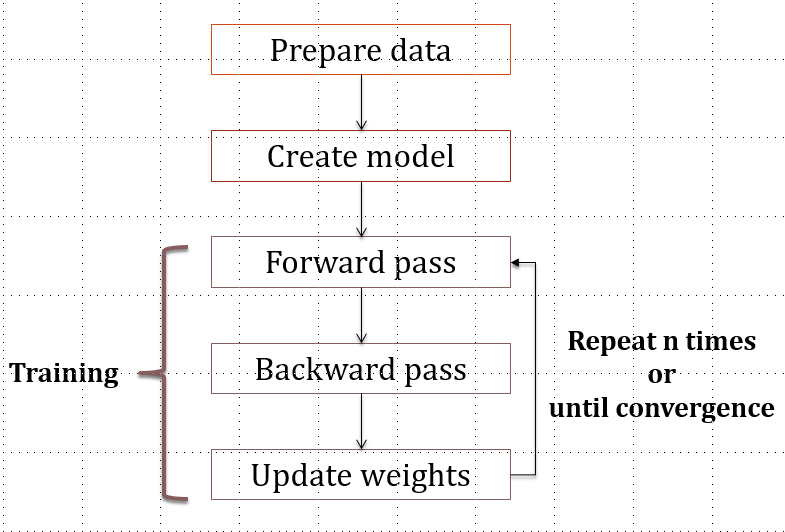 Prepare data
Create model
Forward pass
Backward pass
Update weights
Training
Repeat n times
or
until convergence